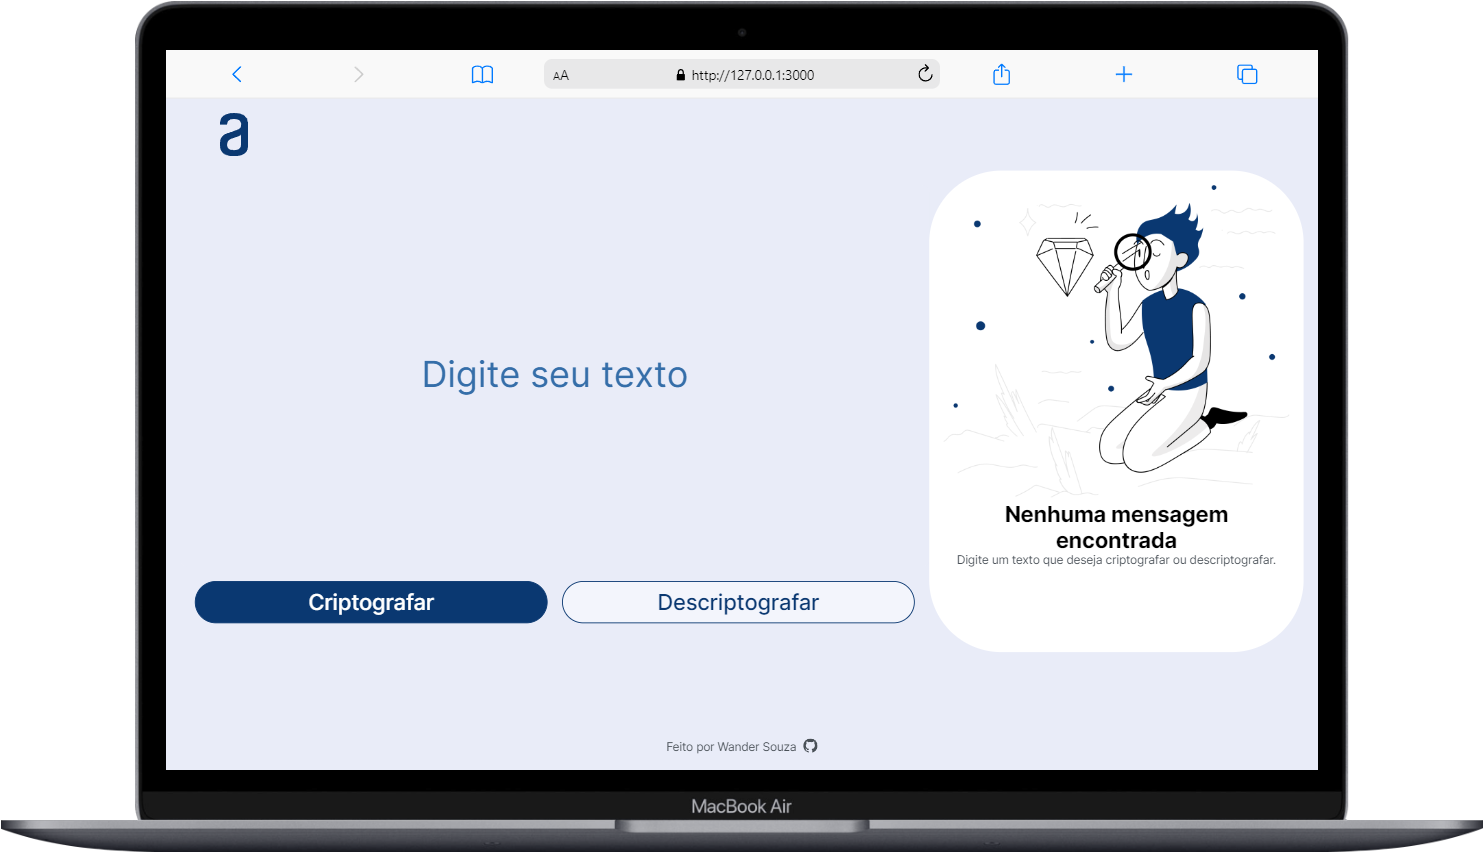 AA
http://127.0.0.1:3000
a
Digite seu texto
Nenhuma mensagem
encontrada
Digite um texto que deseja criptografar ou descriptografar.
Criptografar
Descriptografar
Feito por Wander Souza
MacBook Air